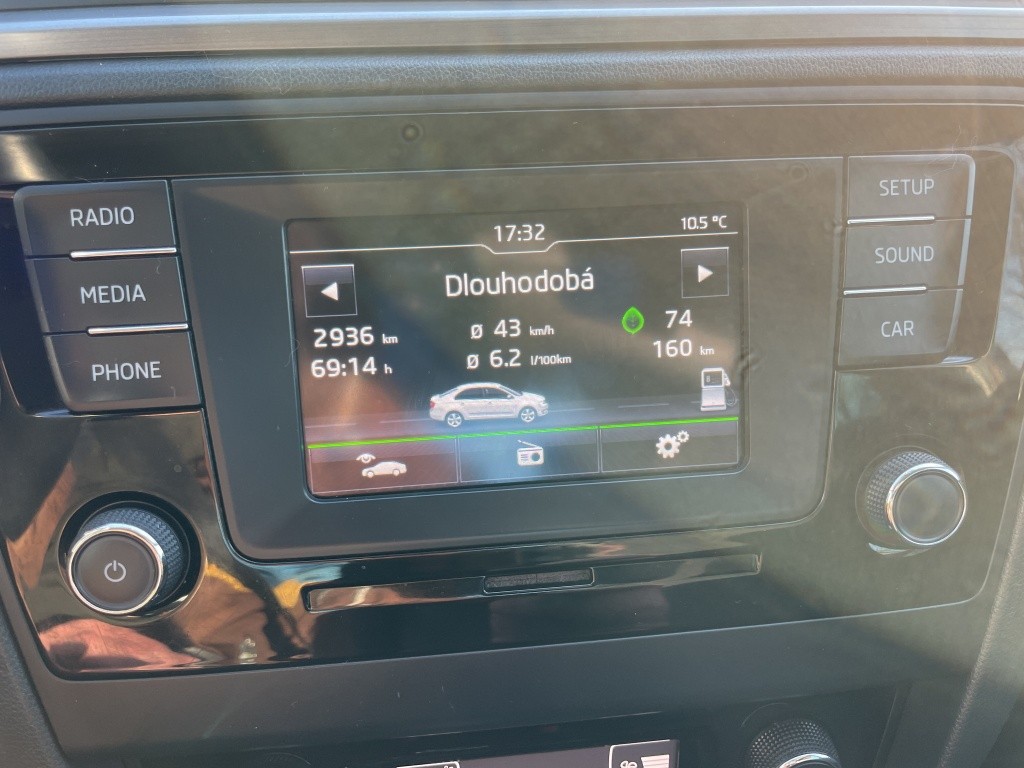 RADIO
MEDIA
PHONE
SETUP
SOUND
CAR
17:32
10.5 °C
Dlouhodobá
2936 km
69:14 h
Ø 43 km/h
Ø 6.2 l/100km
74
160 km